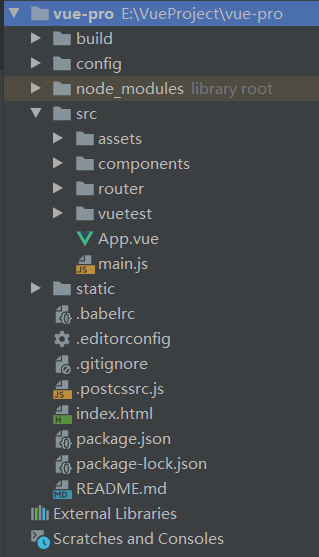 vue-pro E:\VueProject\vue-pro
build
config
node_modules library root
src
assets
components
router
vuetest
App.vue
main.js
static
.babelrc
.editorconfig
.gitignore
.postcssrc.js
index.html
package.json
package-lock.json
README.md
External Libraries
Scratches and Consoles